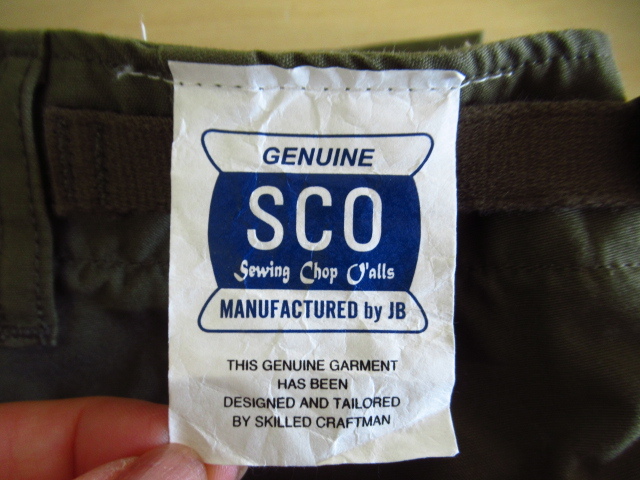 GENUINE
SCO
Sewing Chop O'alls
MANUFACTURED by JB
THIS GENUINE GARMENT
HAS BEEN
DESIGNED AND TAILORED
BY SKILLED CRAFTMAN